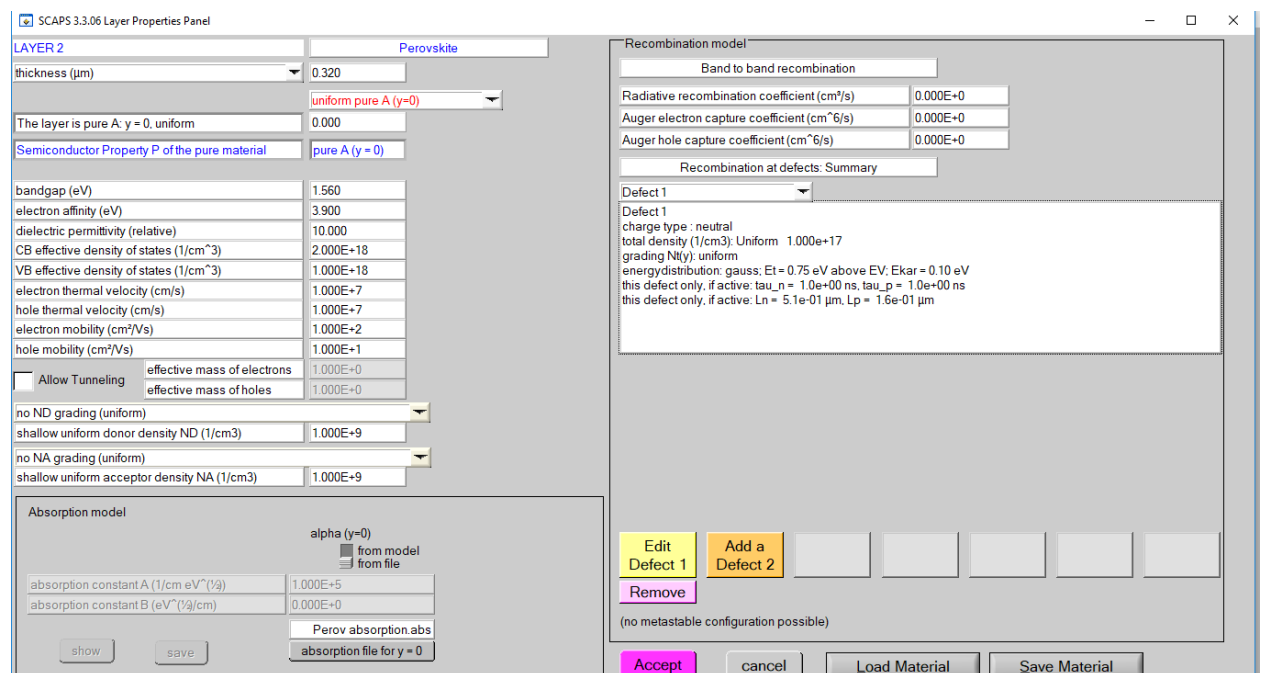 SCAPS 3.3.06 Layer Properties Panel
LAYER 2 Perovskite
thickness (µm) 0.320
uniform pure A (y=0)
The layer is pure A: y = 0, uniform 0.000
Semiconductor Property P of the pure material pure A (y = 0)
bandgap (eV) 1.560
electron affinity (eV) 3.900
dielectric permittivity (relative) 10.000
CB effective density of states (1/cm^3) 2.000E+18
VB effective density of states (1/cm^3) 1.000E+18
electron thermal velocity (cm/s) 1.000E+7
hole thermal velocity (cm/s) 1.000E+7
electron mobility (cm²/Vs) 1.000E+2
hole mobility (cm²/Vs) 1.000E+1
Allow Tunneling
effective mass of electrons 1.000E+0
effective mass of holes 1.000E+0
no ND grading (uniform)
shallow uniform donor density ND (1/cm3) 1.000E+9
no NA grading (uniform)
shallow uniform acceptor density NA (1/cm3) 1.000E+9
Absorption model
alpha (y=0)
from model
from file
absorption constant A (1/cm eV^(½)) 1.000E+5
absorption constant B (eV^(½)/cm) 0.000E+0
Perov absorption.abs
show save absorption file for y = 0
Recombination model
Band to band recombination
Radiative recombination coefficient (cm³/s) 0.000E+0
Auger electron capture coefficient (cm^6/s) 0.000E+0
Auger hole capture coefficient (cm^6/s) 0.000E+0
Recombination at defects: Summary
Defect 1
Defect 1
charge type : neutral
total density (1/cm3): Uniform 1.000e+17
grading Nt(y): uniform
energydistribution: gauss; Et = 0.75 eV above EV; Ekar = 0.10 eV
this defect only, if active: tau_n = 1.0e+00 ns, tau_p = 1.0e+00 ns
this defect only, if active: Ln = 5.1e-01 µm, Lp = 1.6e-01 µm
Edit
Defect 1
Add a
Defect 2
Remove
(no metastable configuration possible)
Accept cancel Load Material Save Material